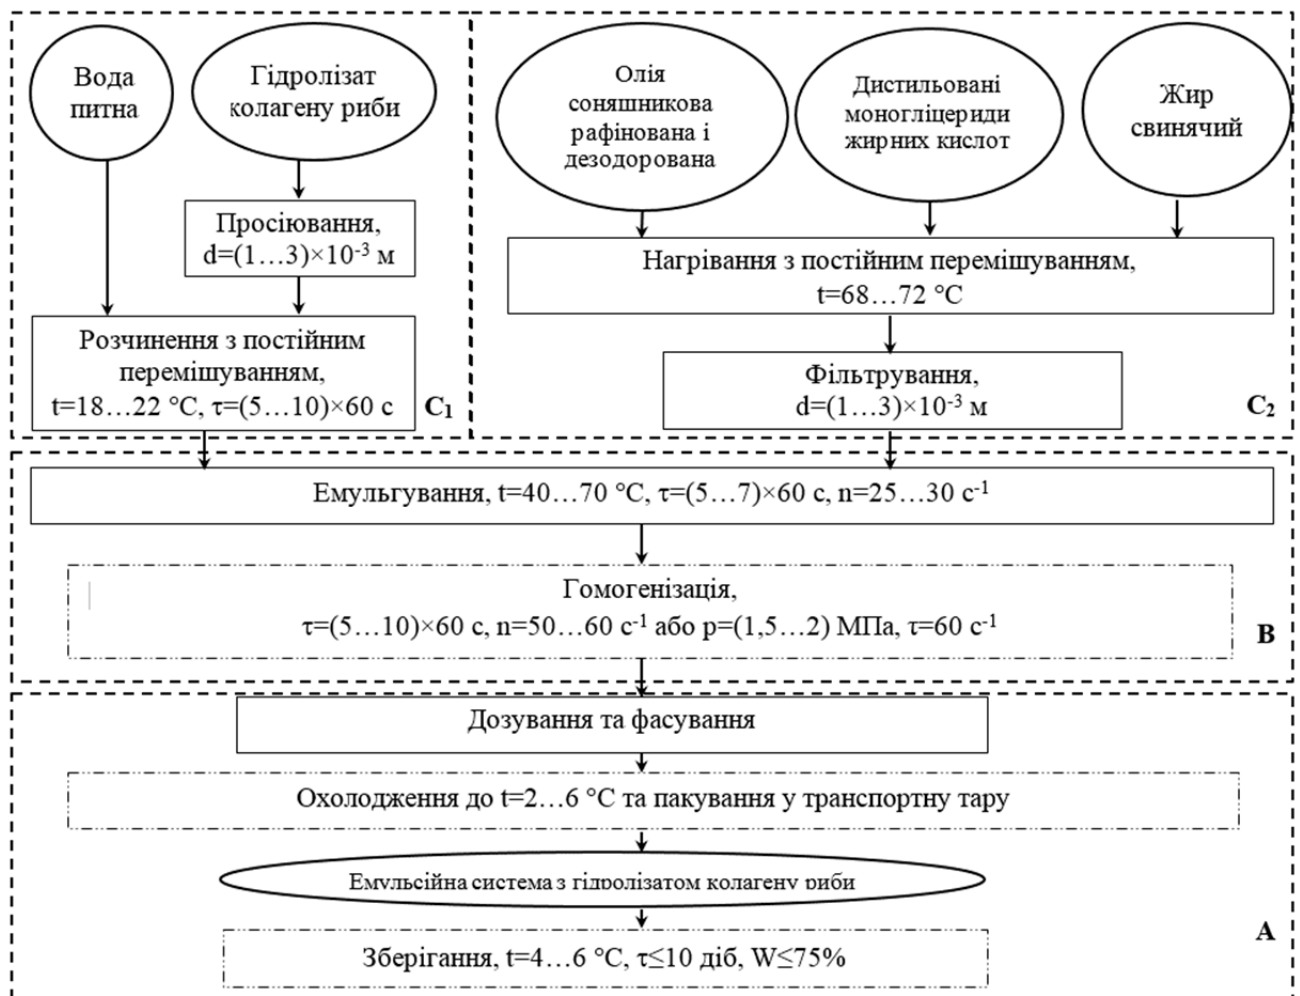 Вода
питна
Гідролізат
колагену риби
Просіювання,
d=(1…3)×10-3 м
Розчинення з постійним
перемішуванням,
t=18…22 °С, τ=(5…10)×60 с
С1
Олія
соняшникова
рафінована і
дезодорована
Дистильовані
моногліцериди
жирних кислот
Жир
свинячий
Нагрівання з постійним перемішуванням,
t=68…72 °С
Фільтрування,
d=(1…3)×10-3 м
С2
Емульгування, t=40…70 °С, τ=(5…7)×60 с, n=25…30 с-1
Гомогенізація,
τ=(5…10)×60 с, n=50…60 с-1 або р=(1,5…2) МПа, τ=60 с-1
В
Дозування та фасування
Охолодження до t=2…6 °С та пакування у транспортну тару
Емульсійна система з гідролізатом колагену риби
Зберігання, t=4…6 °С, τ≤10 діб, W≤75%
А